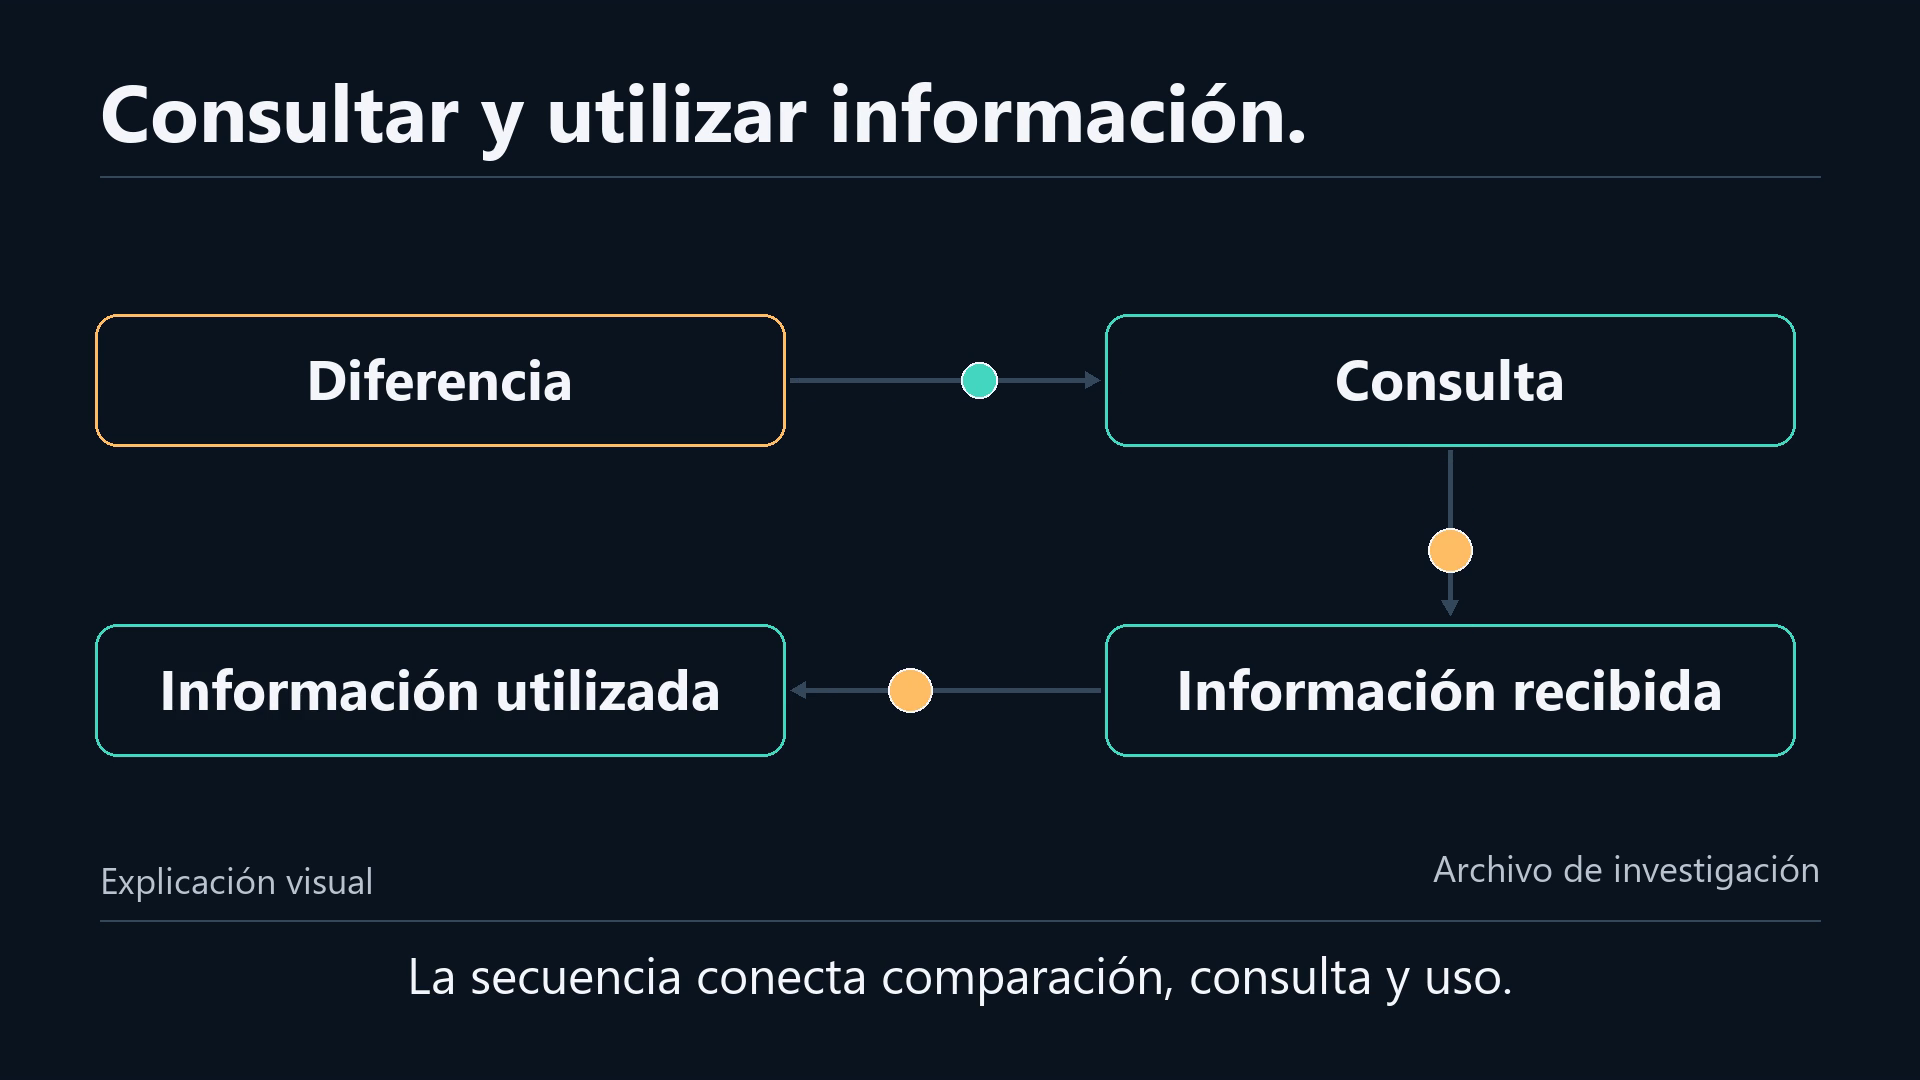 Consultar y utilizar información.
Diferencia
Consulta
Información utilizada
Información recibida
Explicación visual
Archivo de investigación
La secuencia conecta comparación, consulta y uso.